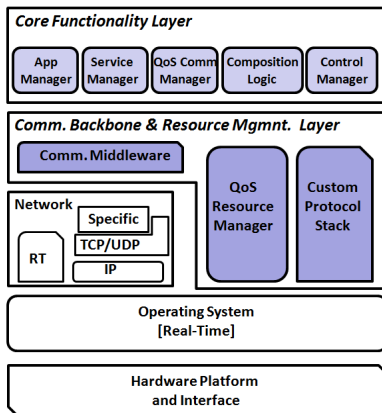 Core Functionality Layer
App Manager
Service Manager
QoS Comm Manager
Composition Logic
Control Manager
Comm. Backbone & Resource Mgmnt. Layer
Comm. Middleware
QoS
Resource
Manager
Custom
Protocol
Stack
Network
Specific
TCP/UDP
RT
IP
Operating System
[Real-Time]
Hardware Platform
and Interface